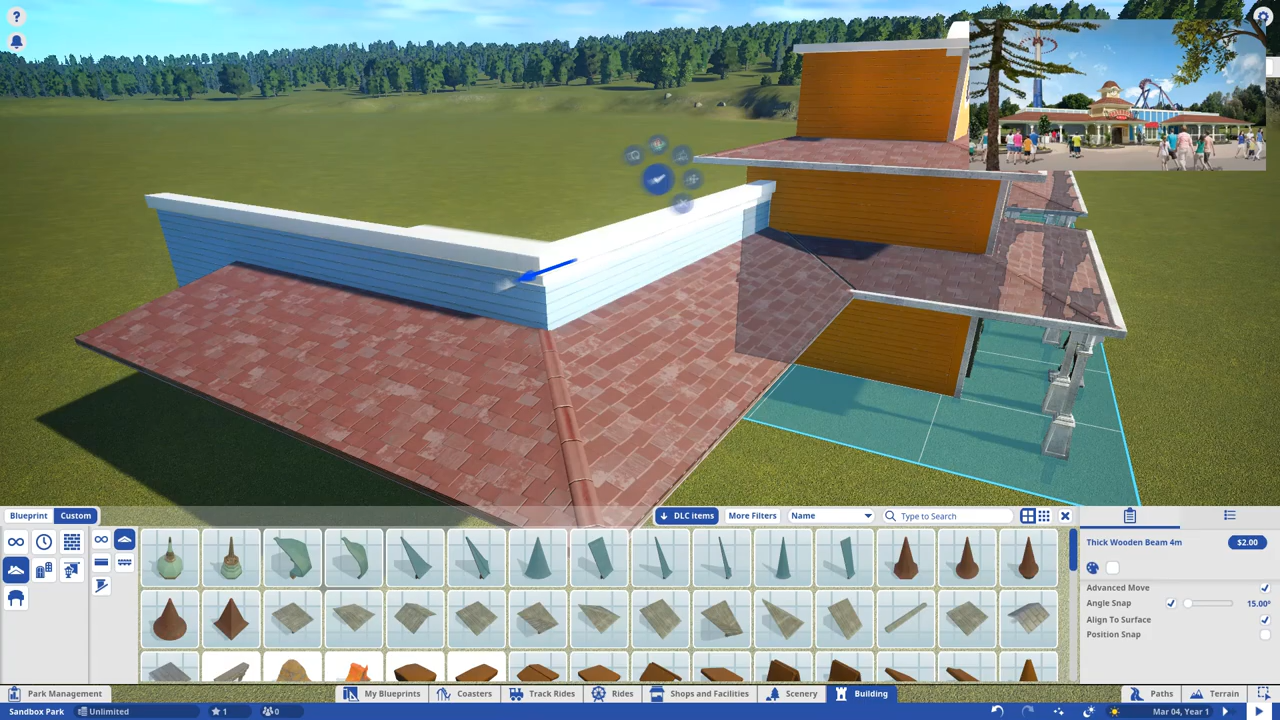 ?
Blueprint Custom DLC items More Filters Name Type to Search
Thick Wooden Beam 4m $2.00
Advanced Move
Angle Snap 15.00°
Align To Surface
Position Snap
Park Management My Blueprints Coasters Track Rides Rides Shops and Facilities Scenery Building Paths Terrain
Sandbox Park Unlimited 1 0 Mar 04, Year 1